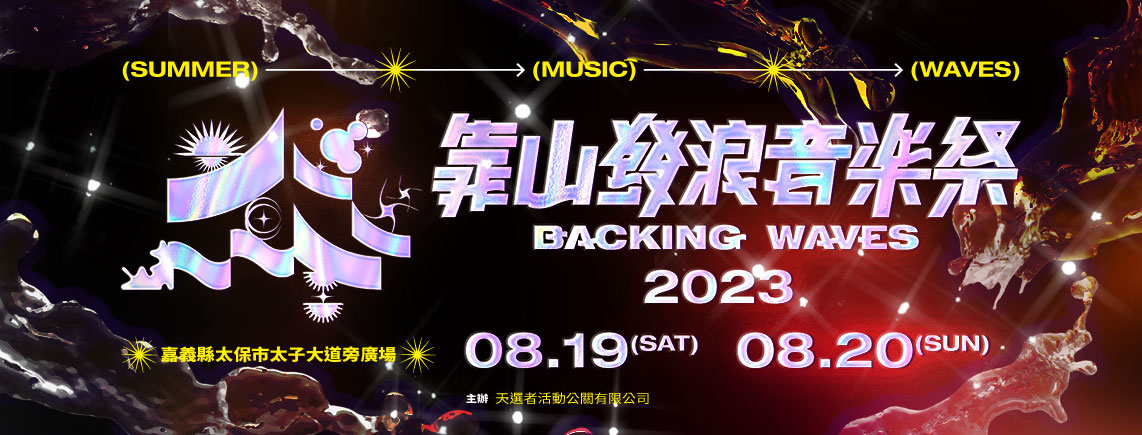 (SUMMER) (MUSIC) (WAVES)
靠山發浪音楽祭
BACKING WAVES
2023
08.19(SAT) 08.20(SUN)
嘉義縣太保市太子大道旁廣場
主辦 天選者活動公關有限公司